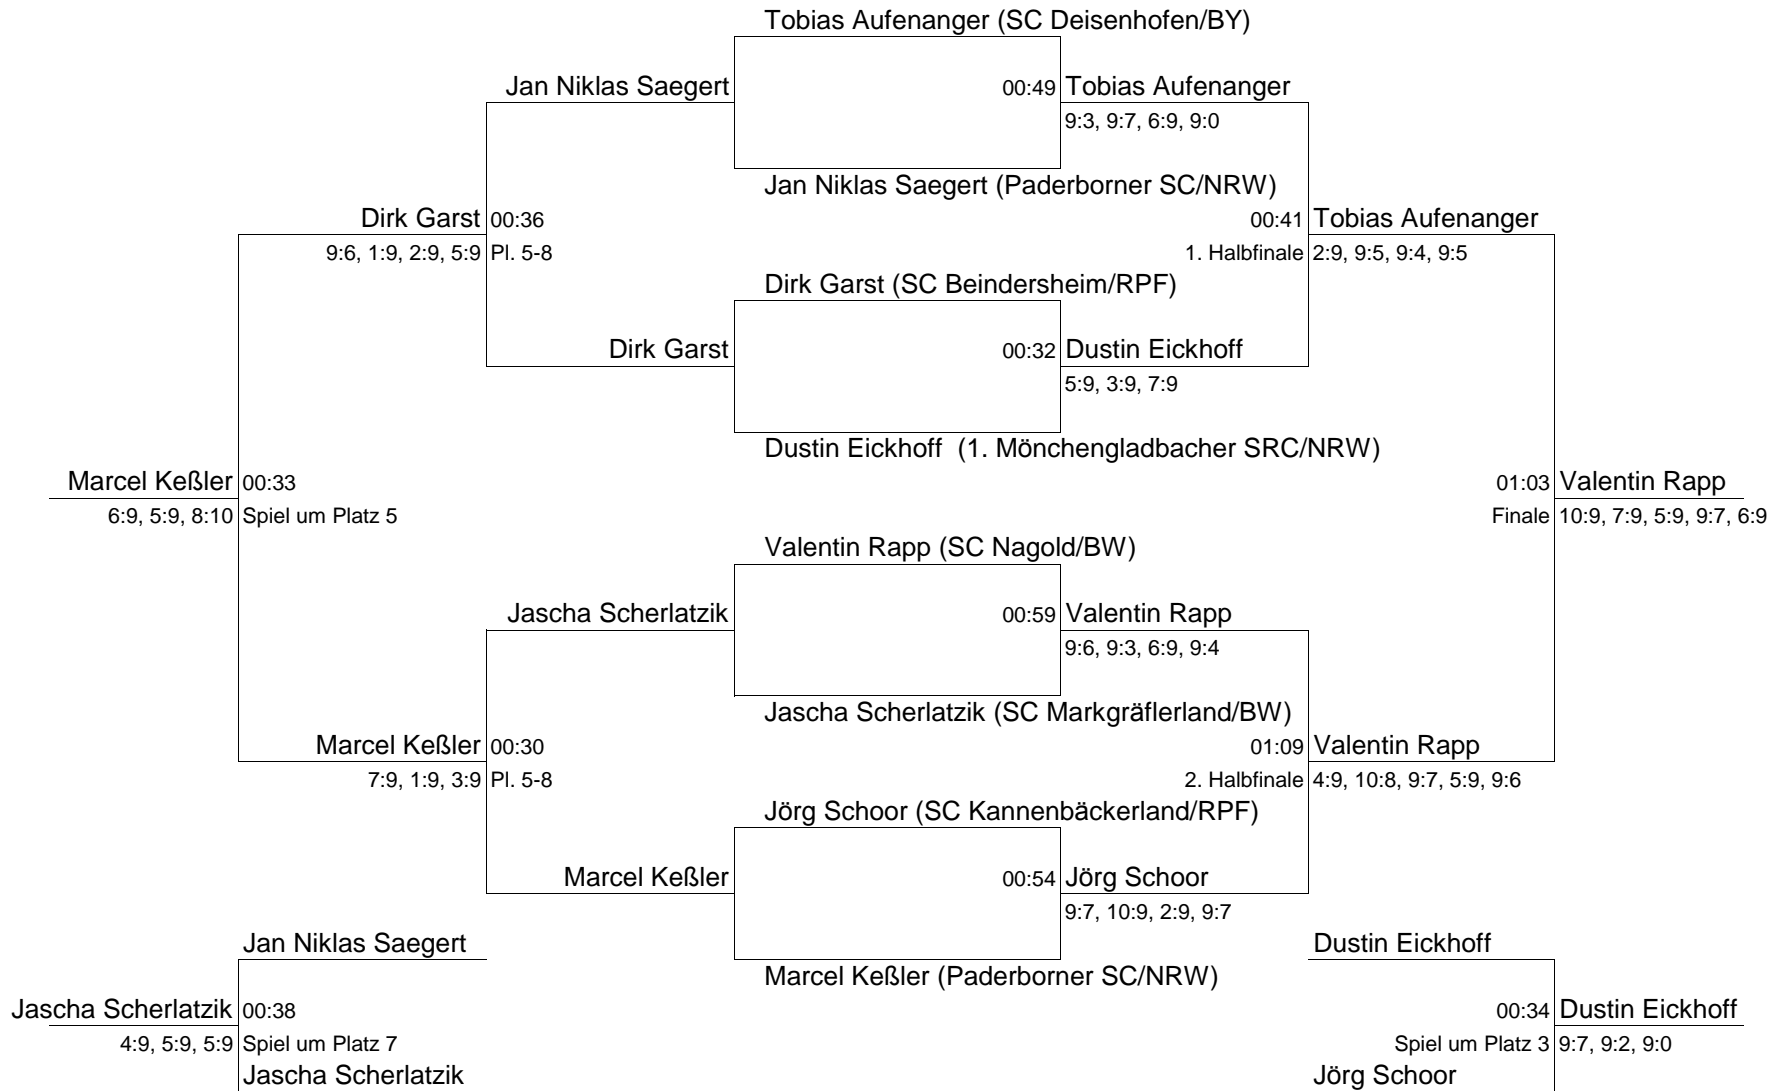 Tobias Aufenanger (SC Deisenhofen/BY)
Jan Niklas Saegert 00:49 Tobias Aufenanger
9:3, 9:7, 6:9, 9:0
Jan Niklas Saegert (Paderborner SC/NRW)
Dirk Garst 00:36 00:41 Tobias Aufenanger
9:6, 1:9, 2:9, 5:9 Pl. 5-8 1. Halbfinale 2:9, 9:5, 9:4, 9:5
Dirk Garst (SC Beindersheim/RPF)
Dirk Garst 00:32 Dustin Eickhoff
5:9, 3:9, 7:9
Dustin Eickhoff (1. Mönchengladbacher SRC/NRW)
Marcel Keßler 00:33 01:03 Valentin Rapp
6:9, 5:9, 8:10 Spiel um Platz 5 Finale 10:9, 7:9, 5:9, 9:7, 6:9
Valentin Rapp (SC Nagold/BW)
Jascha Scherlatzik 00:59 Valentin Rapp
9:6, 9:3, 6:9, 9:4
Jascha Scherlatzik (SC Markgräflerland/BW)
Marcel Keßler 00:30 01:09 Valentin Rapp
7:9, 1:9, 3:9 Pl. 5-8 2. Halbfinale 4:9, 10:8, 9:7, 5:9, 9:6
Jörg Schoor (SC Kannenbäckerland/RPF)
Marcel Keßler 00:54 Jörg Schoor
9:7, 10:9, 2:9, 9:7
Jan Niklas Saegert Dustin Eickhoff
Marcel Keßler (Paderborner SC/NRW)
Jascha Scherlatzik 00:38 00:34 Dustin Eickhoff
4:9, 5:9, 5:9 Spiel um Platz 7 Spiel um Platz 3 9:7, 9:2, 9:0
Jascha Scherlatzik Jörg Schoor